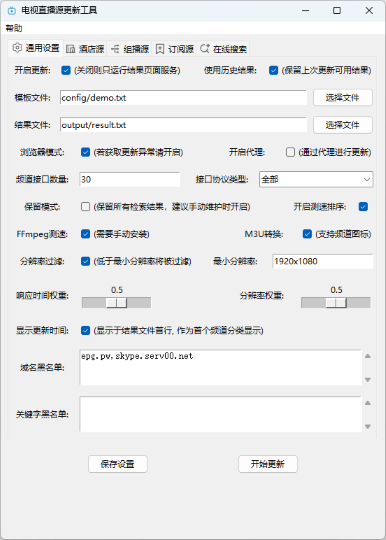 电视直播源更新工具
帮助
通用设置 酒店源 组播源 订阅源 在线搜索
开启更新: (关闭则只运行结果页面服务) 使用历史结果: (保留上次更新可用结果)
模板文件: config/demo.txt 选择文件
结果文件: output/result.txt 选择文件
浏览器模式: (若获取更新异常请开启) 开启代理: (通过代理进行更新)
频道接口数量: 30 接口协议类型: 全部
保留模式: (保留所有检索结果，建议手动维护时开启) 开启测速排序:
FFmpeg测速: (需要手动安装) M3U转换: (支持频道图标)
分辨率过滤: (低于最小分辨率将被过滤) 最小分辨率: 1920x1080
响应时间权重: 0.5 分辨率权重: 0.5
显示更新时间: (显示于结果文件首行, 作为首个频道分类显示)
域名黑名单: epg.pw,skype.serv00.net
关键字黑名单:
保存设置 开始更新